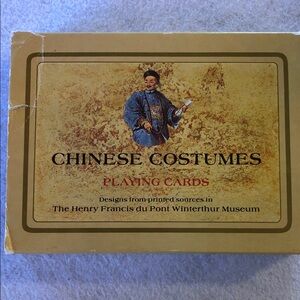 CHINESE COSTUMES
PLAYING CARDS
Designs from printed sources in
The Henry Francis du Pont Winterthur Museum